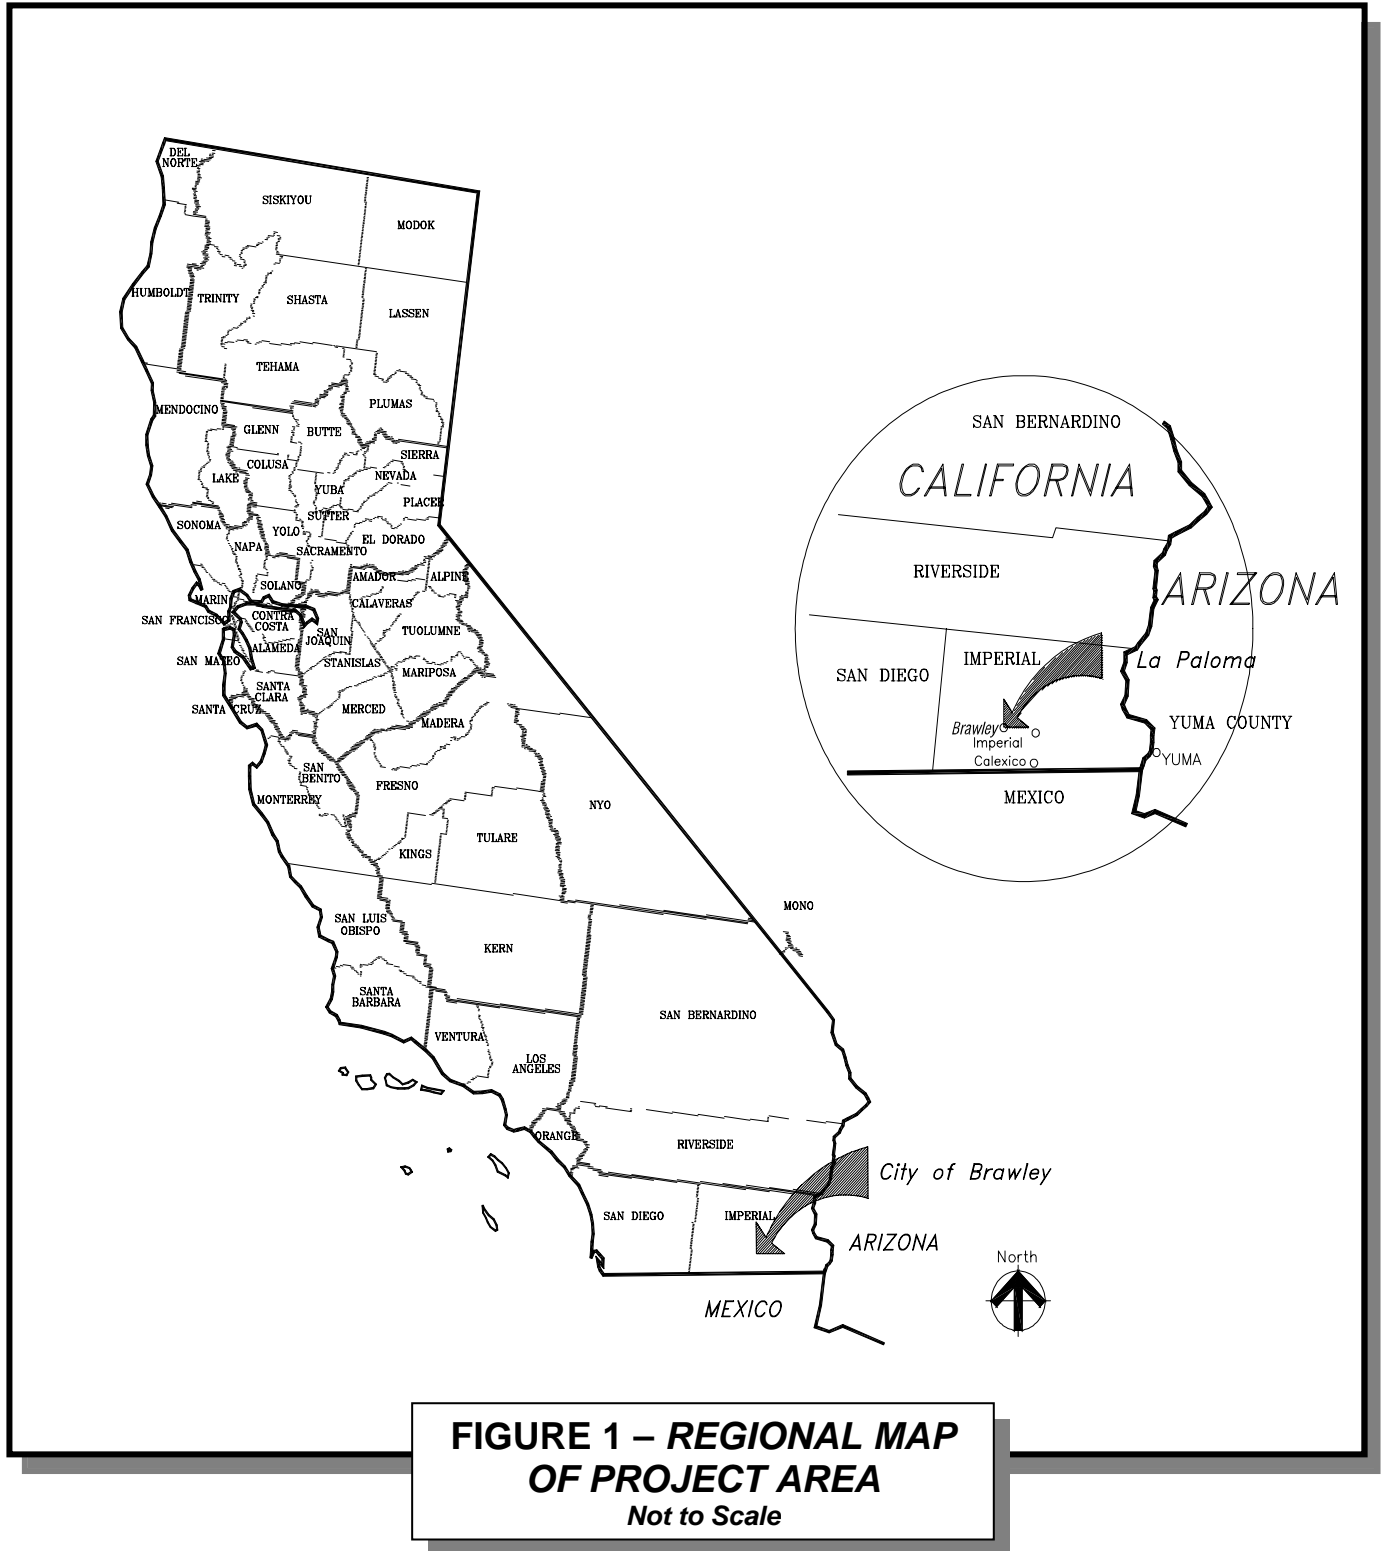 DEL
NORTE
SISKIYOU
MODOK
HUMBOLDT
TRINITY
SHASTA
LASSEN
TEHAMA
PLUMAS
MENDOCINO
GLENN
BUTTE
SIERRA
COLUSA
LAKE
NEVADA
YUBA
PLACER
SUTTER
SONOMA
YOLO
EL DORADO
NAPA
SACRAMENTO
SOLANO
AMADOR
ALPINE
MARIN
CALAVERAS
SAN FRANCISCO
CONTRA
COSTA
SAN
JOAQUIN
TUOLUMNE
ALAMEDA
SAN MATEO
STANISLAS
MARIPOSA
SANTA
CLARA
SANTA CRUZ
MERCED
MADERA
SAN
BENITO
FRESNO
MONTERREY
NYO
TULARE
KINGS
MONO
SAN LUIS
OBISPO
KERN
SANTA
BARBARA
SAN BERNARDINO
VENTURA
LOS
ANGELES
ORANGE
RIVERSIDE
SAN DIEGO
IMPERIAL
City of Brawley
ARIZONA
MEXICO
SAN BERNARDINO
CALIFORNIA
RIVERSIDE
ARIZONA
IMPERIAL
La Paloma
SAN DIEGO
YUMA COUNTY
Brawley
Imperial
Calexico
YUMA
MEXICO
North
FIGURE 1 – REGIONAL MAP
OF PROJECT AREA
Not to Scale